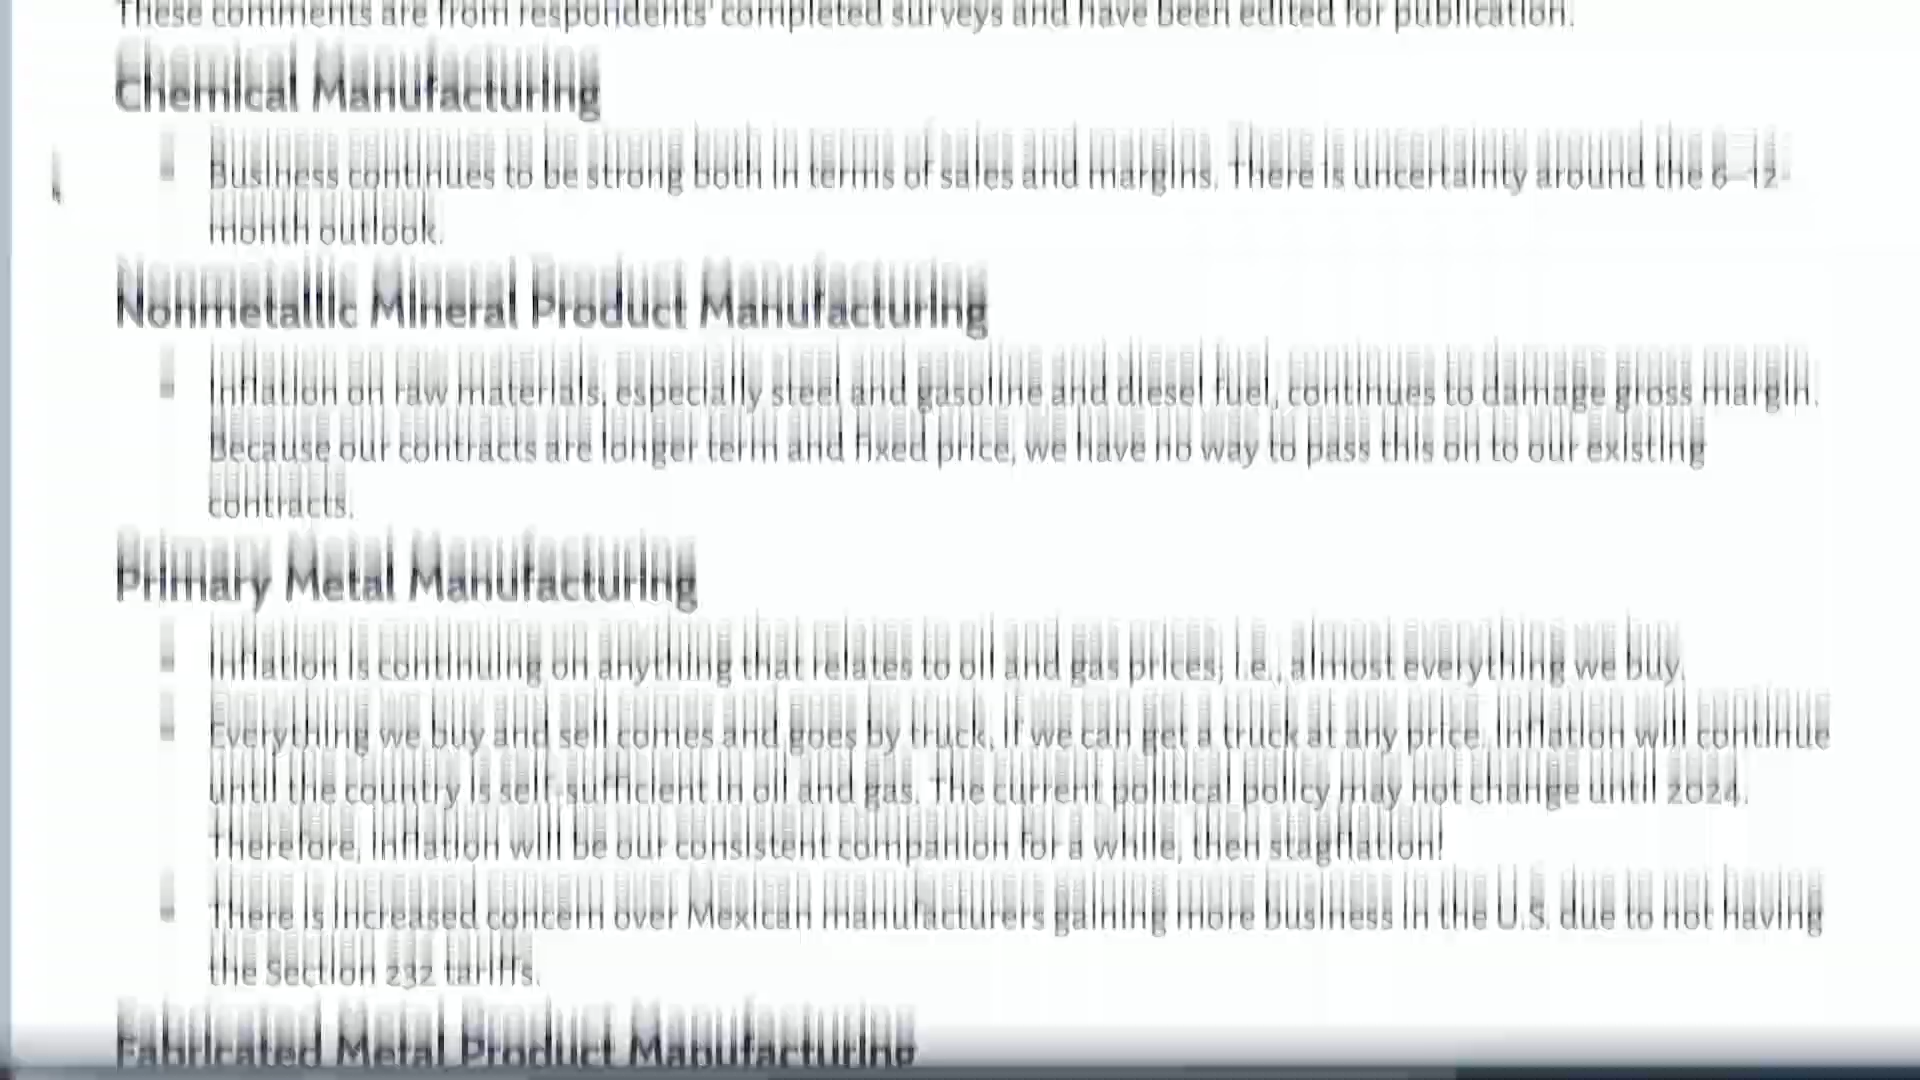 These comments are from respondents' completed surveys and have been edited for publication.
Chemical Manufacturing
Business continues to be strong both in terms of sales and margins. There is uncertainty around the 6–12-
month outlook.
Nonmetallic Mineral Product Manufacturing
Inflation on raw materials, especially steel and gasoline and diesel fuel, continues to damage gross margin.
Because our contracts are longer term and fixed price, we have no way to pass this on to our existing
contracts.
Primary Metal Manufacturing
Inflation is continuing on anything that relates to oil and gas prices; i.e., almost everything we buy.
Everything we buy and sell comes and goes by truck, if we can get a truck at any price. Inflation will continue
until the country is self-sufficient in oil and gas. The current political policy may not change until 2024.
Therefore, inflation will be our consistent companion for a while, then stagflation!
There is increased concern over Mexican manufacturers gaining more business in the U.S. due to not having
the Section 232 tariffs.
Fabricated Metal Product Manufacturing